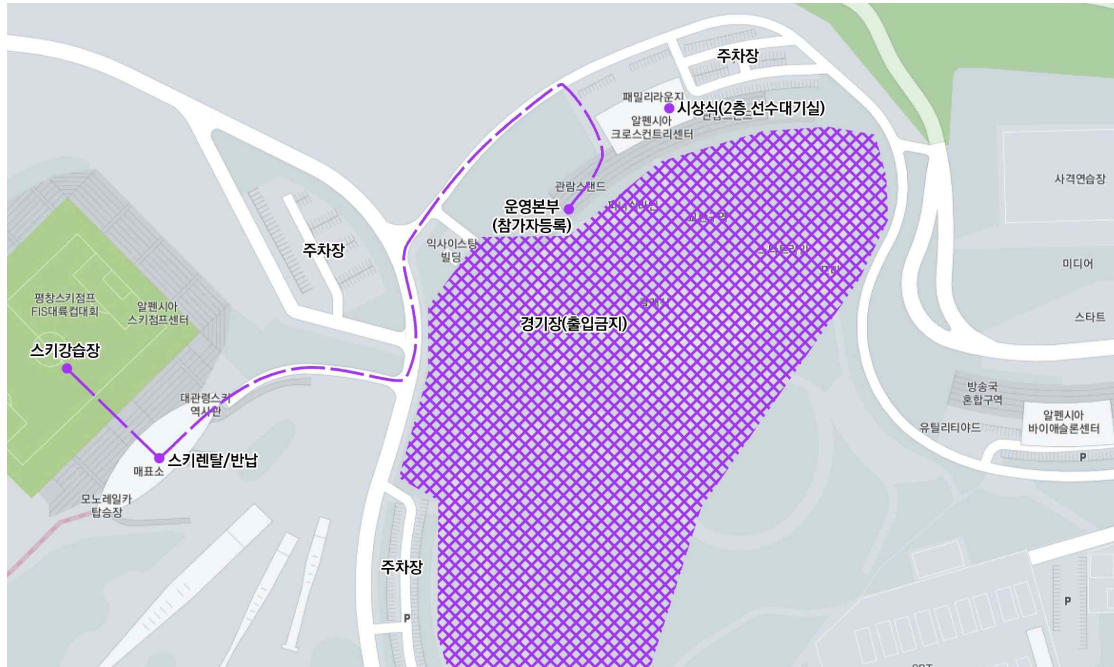 주차장
패밀리라운지
시상식(2층 선수대기실)
알펜시아
크로스컨트리센터
사격연습장
관람스탠드
운영본부
(참가자등록)
익사이스팅
빌딩
주차장
미디어
평창스키점프
FIS대륙컵대회
알펜시아
스키점프센터
스타트
경기장(출입금지)
스키강습장
대관령스키
역사관
방송국
혼합구역
알펜시아
바이애슬론센터
유틸리티야드
P
스키렌탈/반납
매표소
모노레일카
탑승장
주차장
P
P